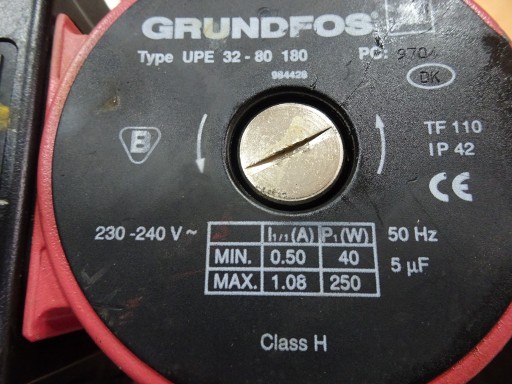 GRUNDFOS
Type UPE 32-80 180 PC: 9704
984426
DK
B
TF 110
IP 42
CE
230-240 V ~ 50 Hz
I1/1(A) P1(W)
MIN. 0.50 40
5 µF
MAX. 1.08 250
Class H